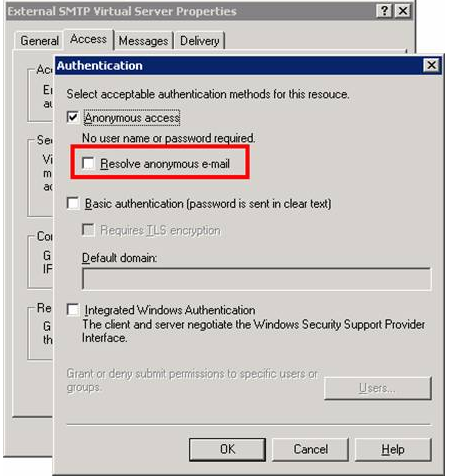 External SMTP Virtual Server Properties
General Access Messages Delivery
Authentication
Select acceptable authentication methods for this resouce.
Anonymous access
No user name or password required.
Resolve anonymous e-mail
Basic authentication (password is sent in clear text)
Requires TLS encryption
Default domain:
Integrated Windows Authentication
The client and server negotiate the Windows Security Support Provider
Interface.
Grant or deny submit permissions to specific users or
groups.
Users...
OK Cancel Help